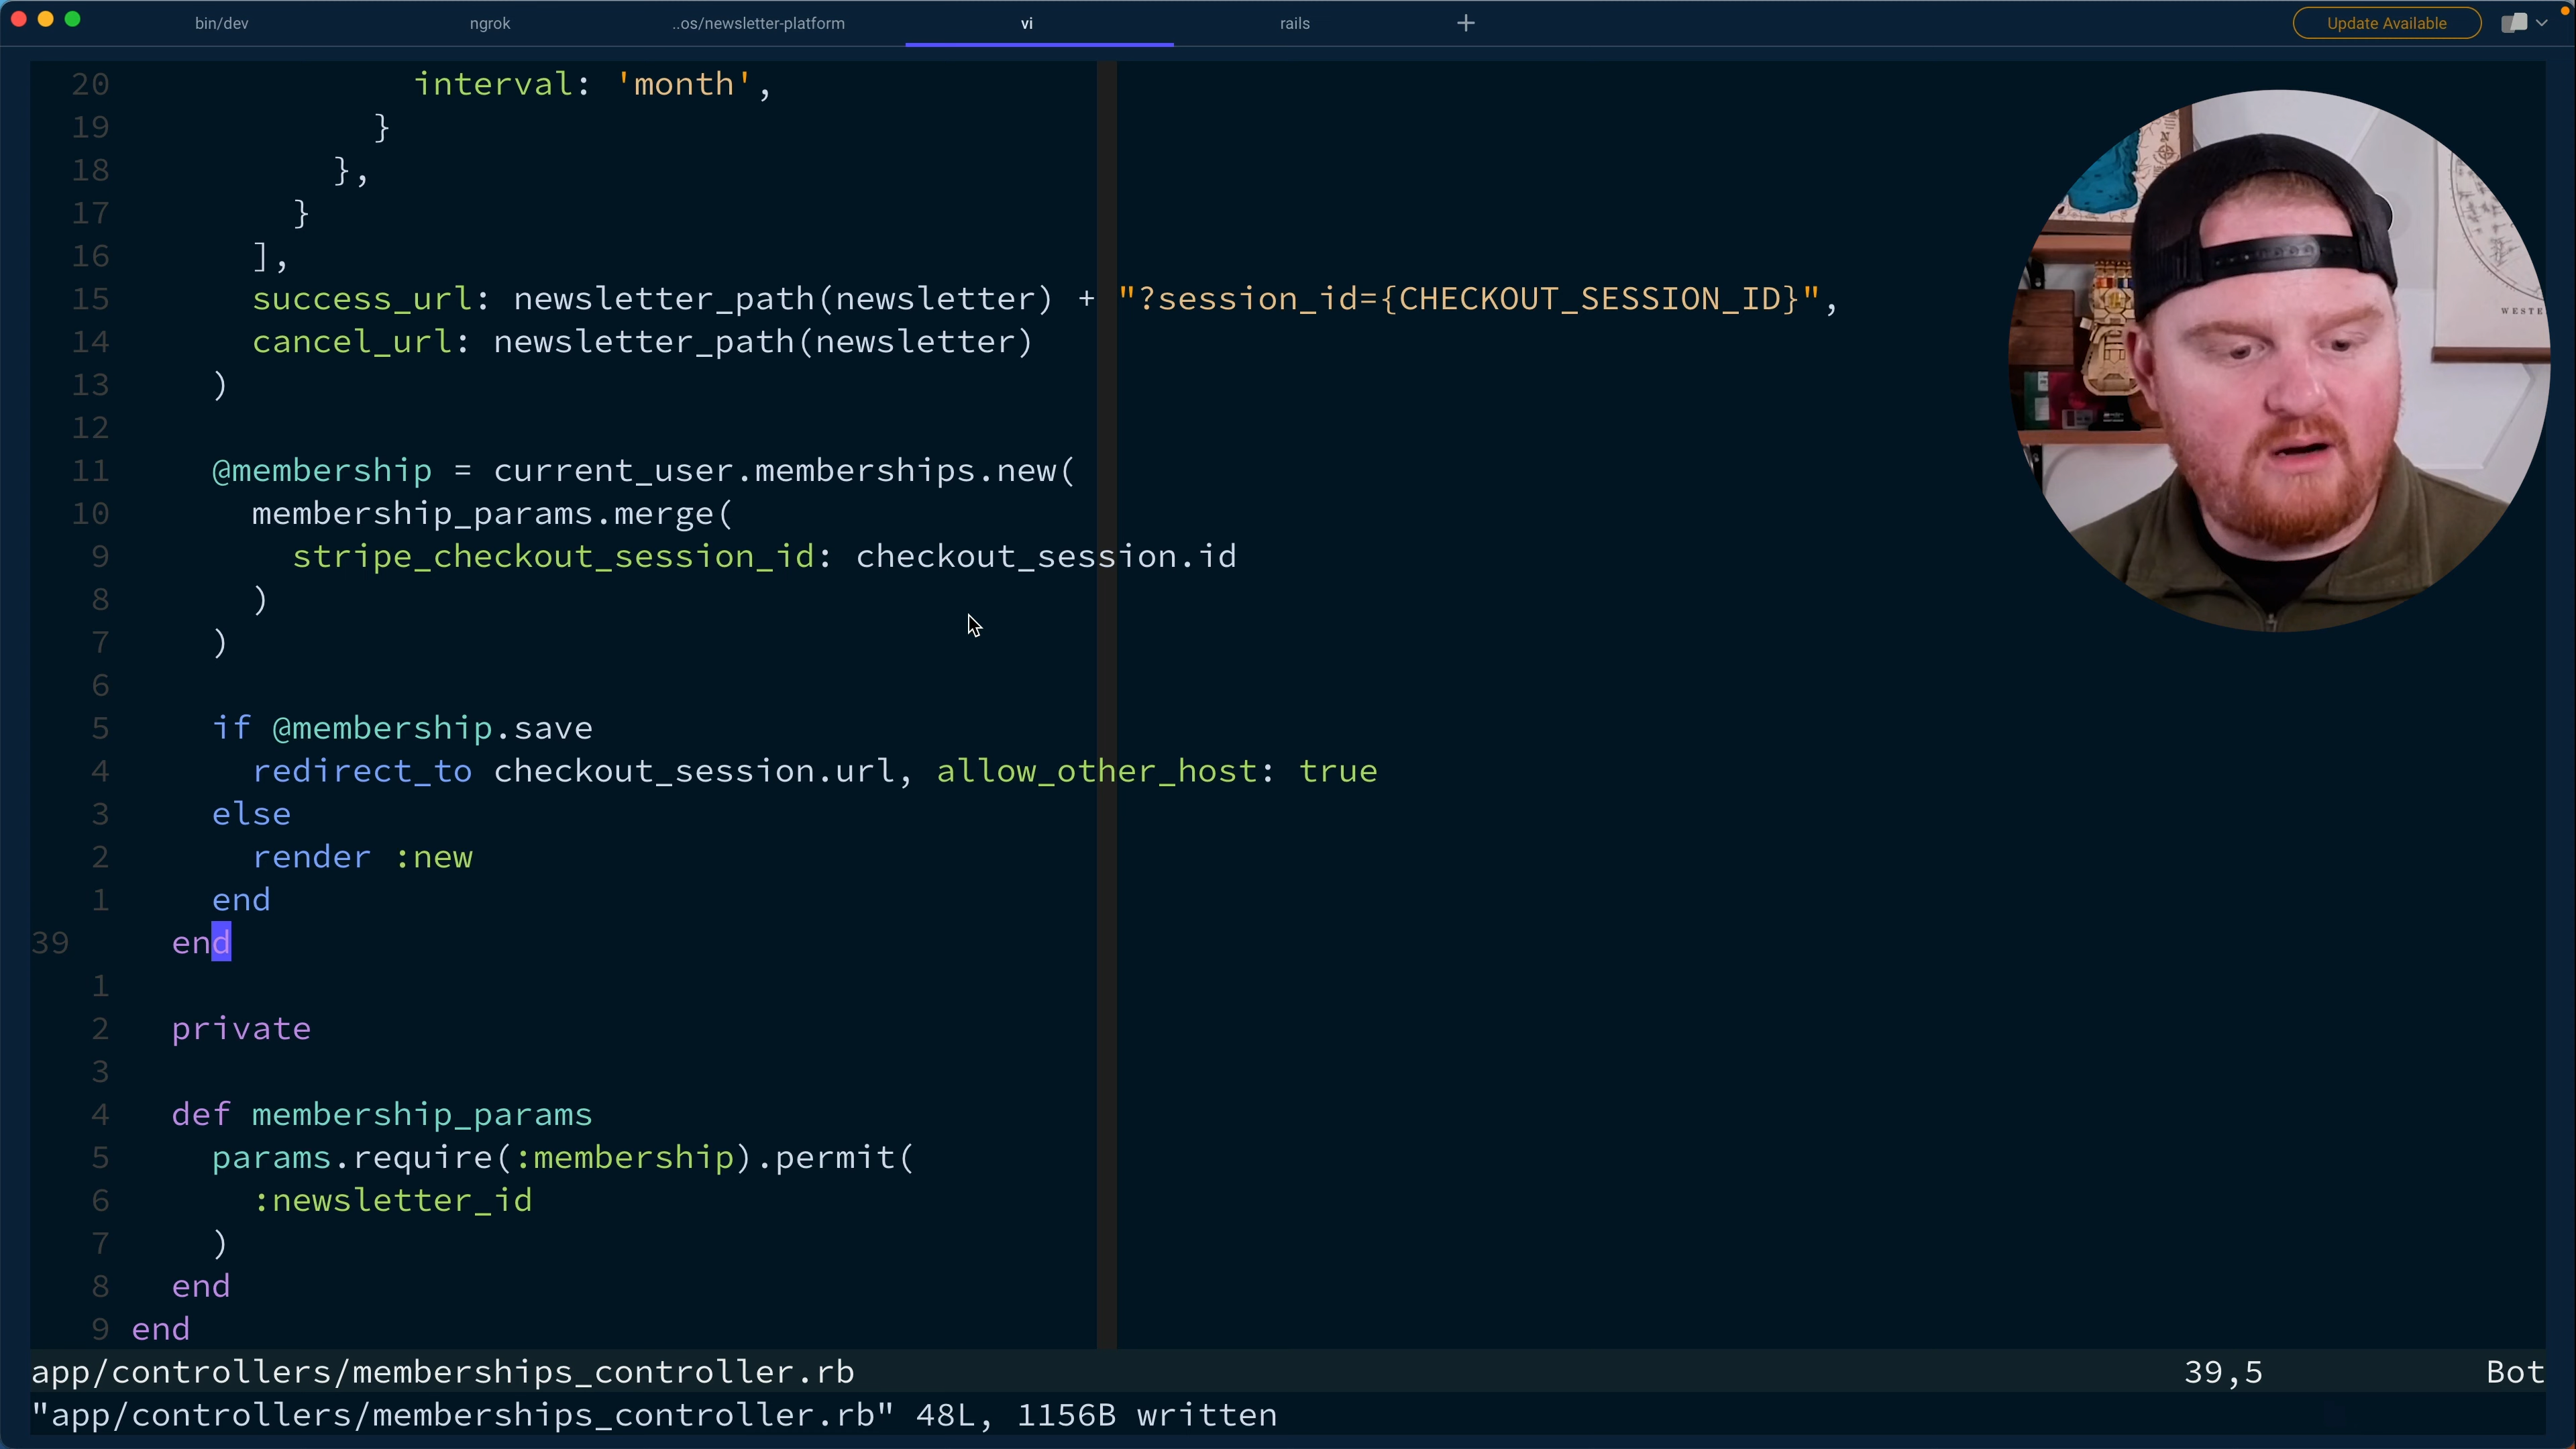 bin/dev ngrok ..os/newsletter-platform vi rails + Update Available
20 interval: 'month',
19 }
18 },
17 }
16 ],
15 success_url: newsletter_path(newsletter) + "?session_id={CHECKOUT_SESSION_ID}",
14 cancel_url: newsletter_path(newsletter)
13 )
12
11 @membership = current_user.memberships.new(
10 membership_params.merge(
9 stripe_checkout_session_id: checkout_session.id
8 )
7 )
6
5 if @membership.save
4 redirect_to checkout_session.url, allow_other_host: true
3 else
2 render :new
1 end
39 end
1
2 private
3
4 def membership_params
5 params.require(:membership).permit(
6 :newsletter_id
7 )
8 end
9 end
app/controllers/memberships_controller.rb 39,5 Bot
"app/controllers/memberships_controller.rb" 48L, 1156B written
WESTE